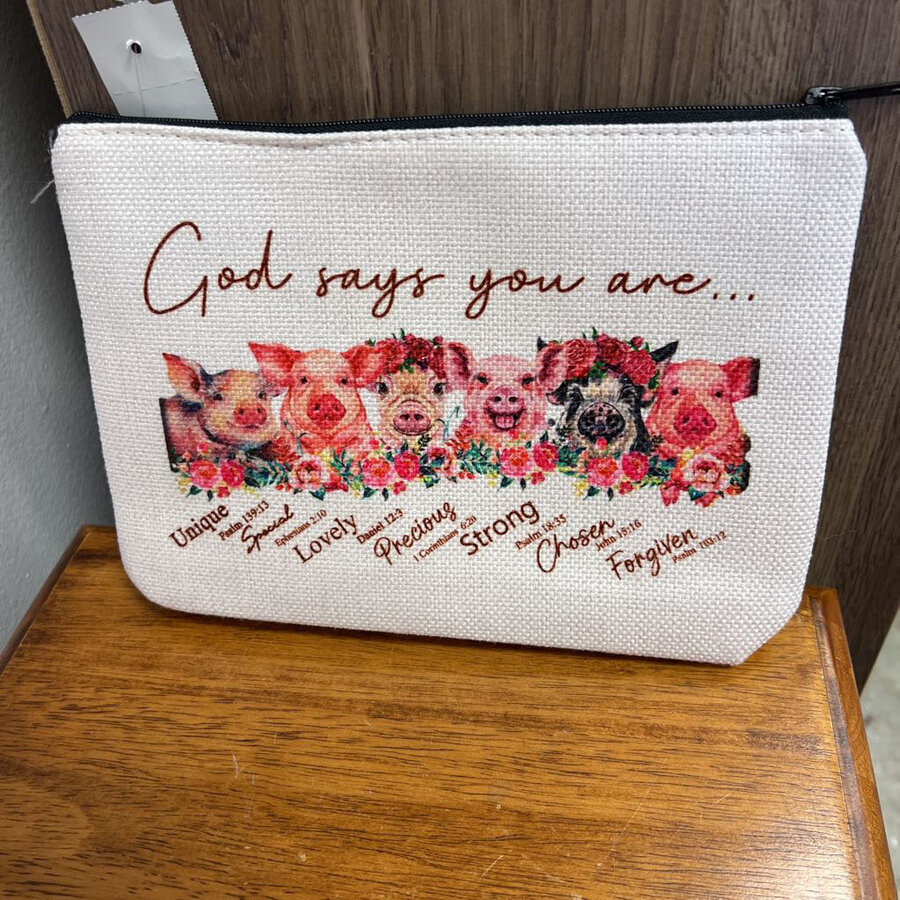 God says you are...
Unique
Psalm 139:13
Special
Ephesians 2:10
Lovely
Daniel 12:3
Precious
1 Corinthians 6:20
Strong
Psalm 18:35
Chosen
John 15:16
Forgiven
Psalm 103:12